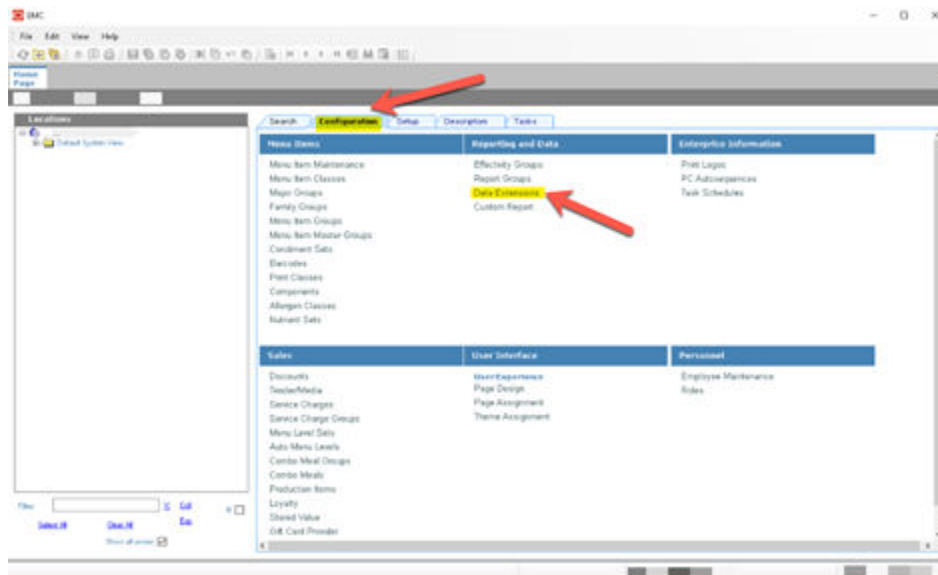 EMC
File Edit View Help
Home
Page
Locations
Default System View
Search Configuration Setup Description Tasks
Menu Items
Menu Item Maintenance
Menu Item Classes
Major Groups
Family Groups
Menu Item Groups
Menu Item Master Groups
Condiment Sets
Barcodes
Print Classes
Components
Allergen Classes
Nutrient Sets
Reporting and Data
Effectivity Groups
Report Groups
Data Extensions
Custom Report
Enterprise Information
Print Logos
PC Autosequences
Task Schedules
Sales
Discounts
Tender/Media
Service Charges
Service Charge Groups
Menu Level Sets
Auto Menu Levels
Combo Meal Groups
Combo Meals
Production Items
Loyalty
Stored Value
Gift Card Provider
User Interface
User Experience
Page Design
Page Assignment
Theme Assignment
Personnel
Employee Maintenance
Roles
Filter
Select All Clear All
Show all zones